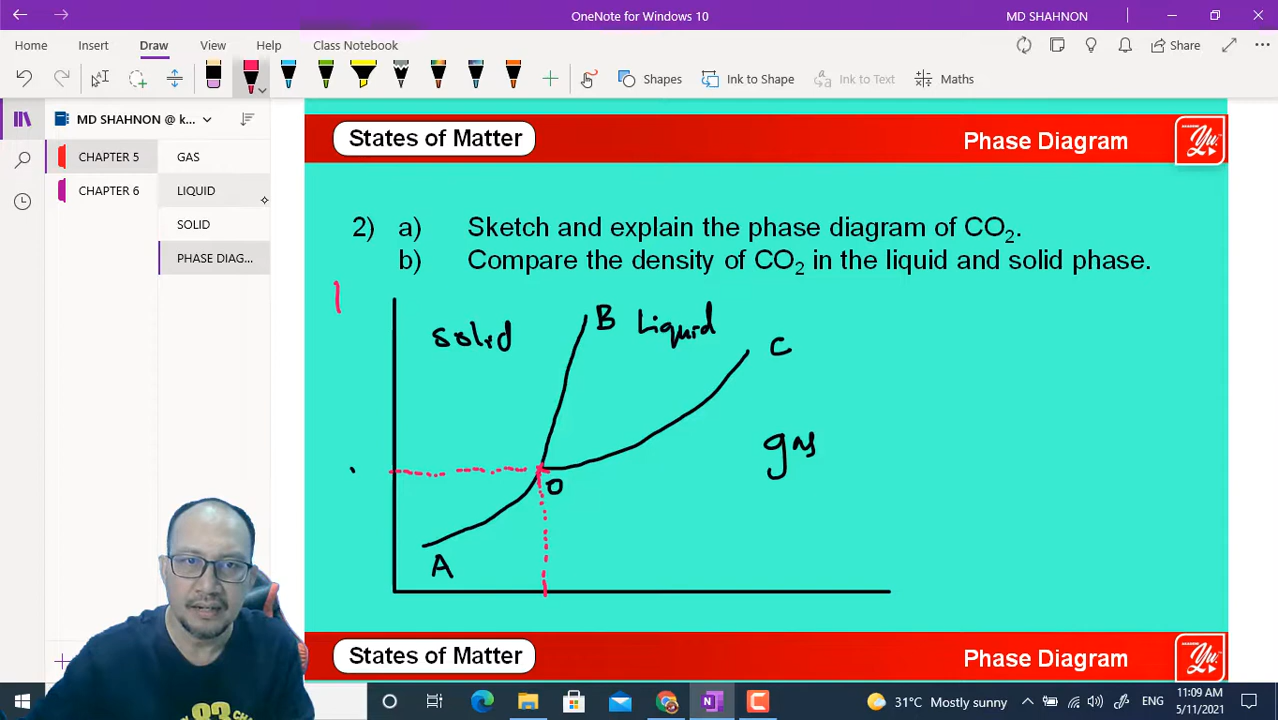 OneNote for Windows 10
MD SHAHNON
Home Insert Draw View Help Class Notebook
Share
Shapes
Ink to Shape
Ink to Text
Maths
MD SHAHNON @ k...
CHAPTER 5
CHAPTER 6
GAS
LIQUID
SOLID
PHASE DIAG...
States of Matter
Phase Diagram
2) a) Sketch and explain the phase diagram of CO₂.
b) Compare the density of CO₂ in the liquid and solid phase.
solid
B
Liquid
C
gas
O
A
States of Matter
Phase Diagram
31°C Mostly sunny
ENG
11:09 AM
5/11/2021